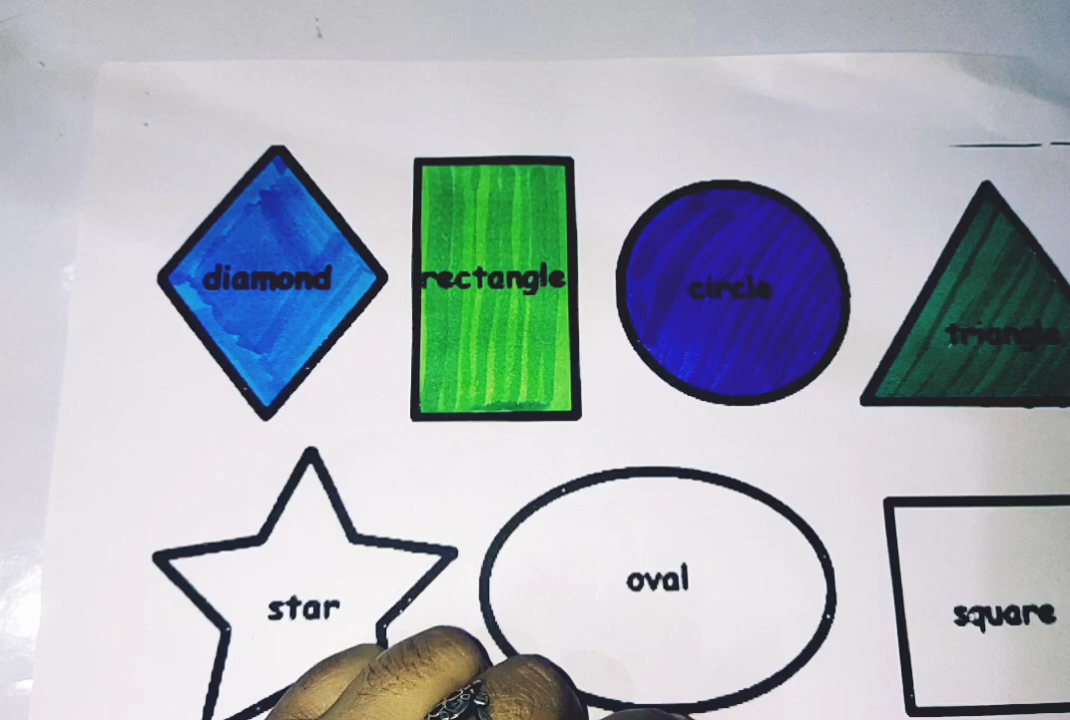 diamond
rectangle
circle
triangle
star
oval
square